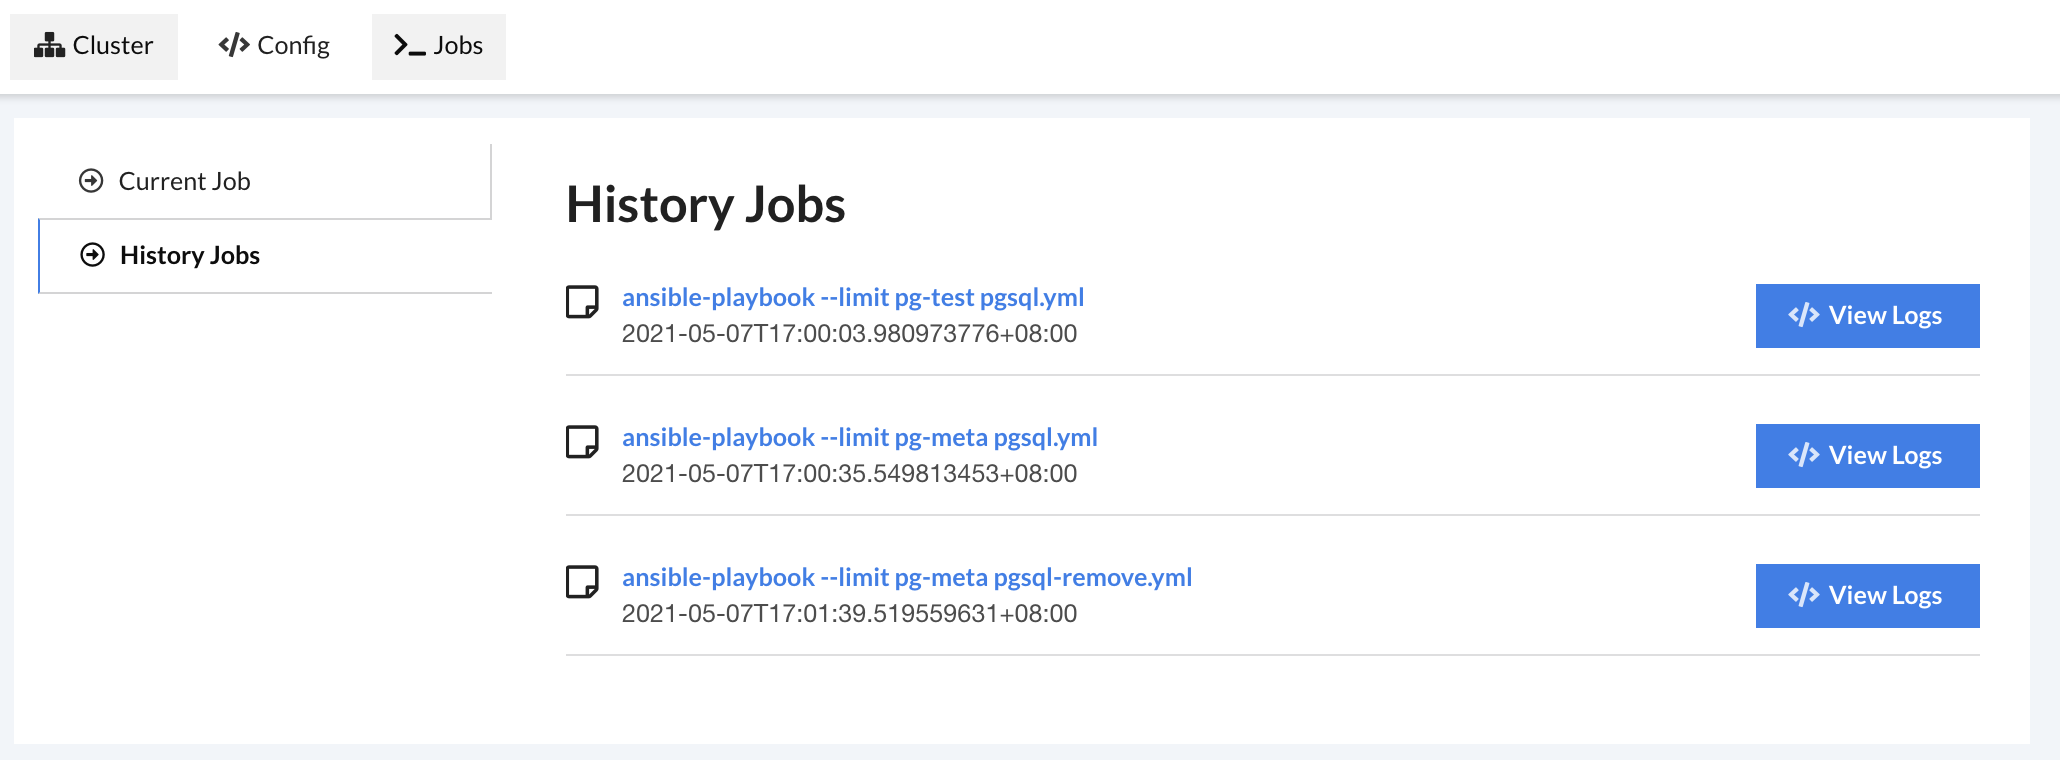 Cluster
Config
Jobs
Current Job
History Jobs
History Jobs
ansible-playbook --limit pg-test pgsql.yml
2021-05-07T17:00:03.980973776+08:00
View Logs
ansible-playbook --limit pg-meta pgsql.yml
2021-05-07T17:00:35.549813453+08:00
View Logs
ansible-playbook --limit pg-meta pgsql-remove.yml
2021-05-07T17:01:39.519559631+08:00
View Logs